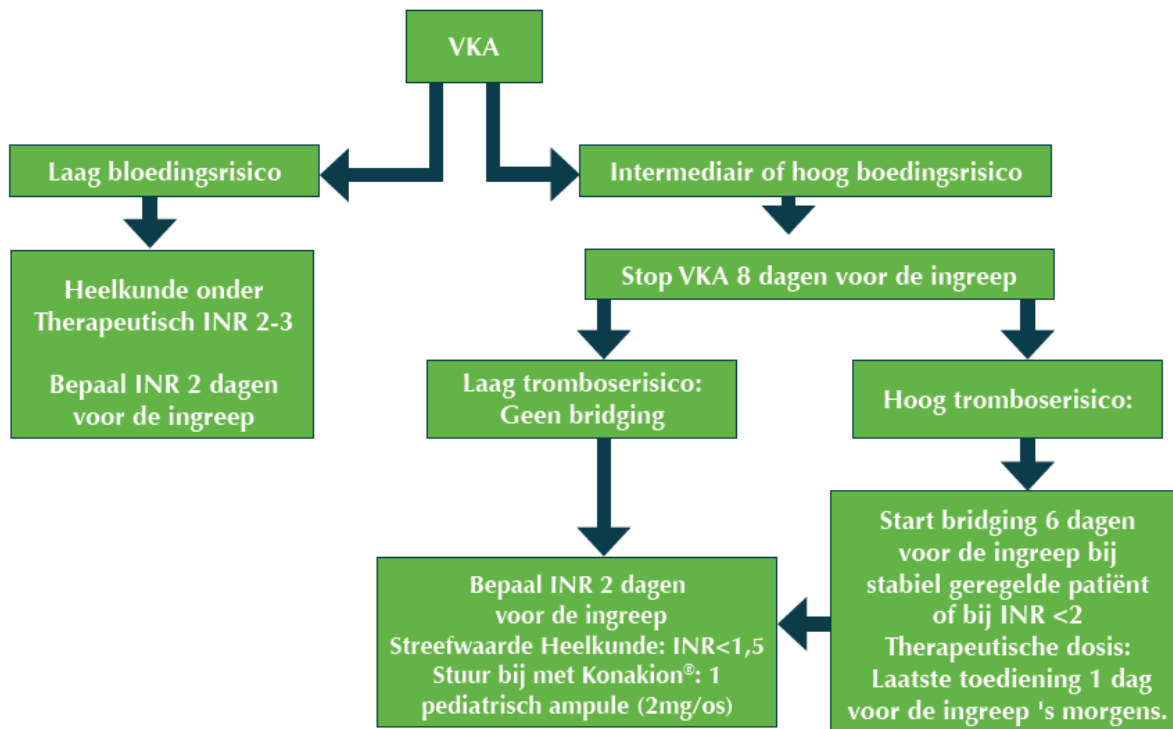 VKA
Laag bloedingsrisico
Intermediair of hoog boedingsrisico
Heelkunde onder
Therapeutisch INR 2-3
Bepaal INR 2 dagen
voor de ingreep
Stop VKA 8 dagen voor de ingreep
Laag tromboserisico:
Geen bridging
Hoog tromboserisico:
Bepaal INR 2 dagen
voor de ingreep
Streefwaarde Heelkunde: INR<1,5
Stuur bij met Konakion®: 1
pediatrisch ampule (2mg/os)
Start bridging 6 dagen
voor de ingreep bij
stabiel geregelde patiënt
of bij INR <2
Therapeutische dosis:
Laatste toediening 1 dag
voor de ingreep 's morgens.